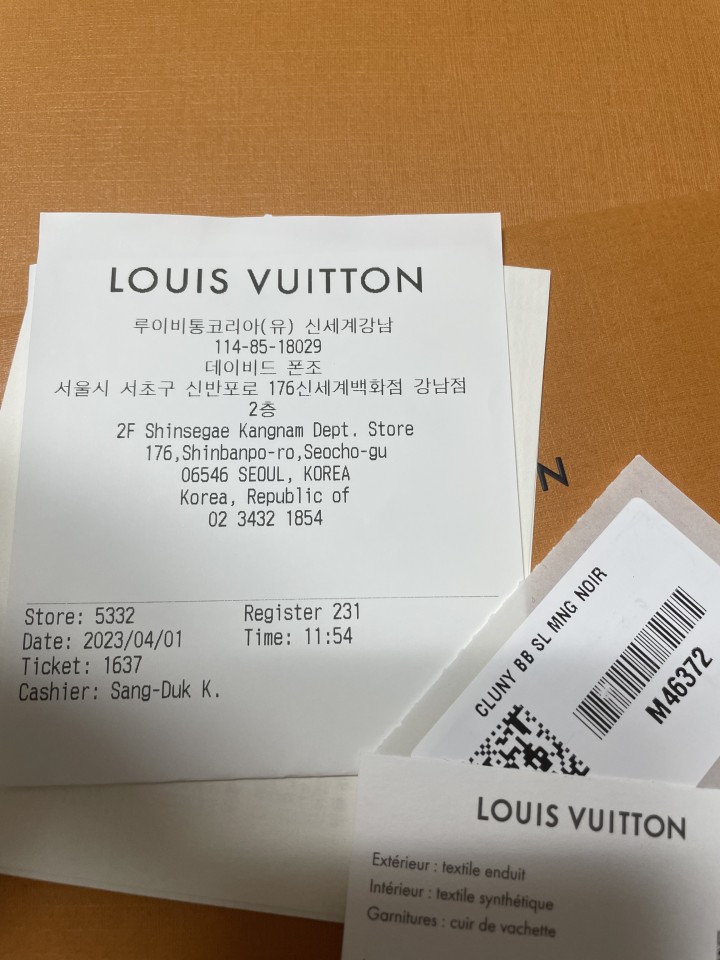 LOUIS VUITTON
루이비통코리아(유) 신세계강남
114-85-18029
데이비드 폰조
서울시 서초구 신반포로 176신세계백화점 강남점
2층
2F Shinsegae Kangnam Dept. Store
176,Shinbanpo-ro,Seocho-gu
06546 SEOUL, KOREA
Korea, Republic of
02 3432 1854
Store: 5332 Register 231
Date: 2023/04/01 Time: 11:54
Ticket: 1637
Cashier: Sang-Duk K.
N
CLUNY BB SL MNG NOIR
M46372
LOUIS VUITTON
Extérieur : textile enduit
Intérieur : textile synthétique
Garnitures : cuir de vachette